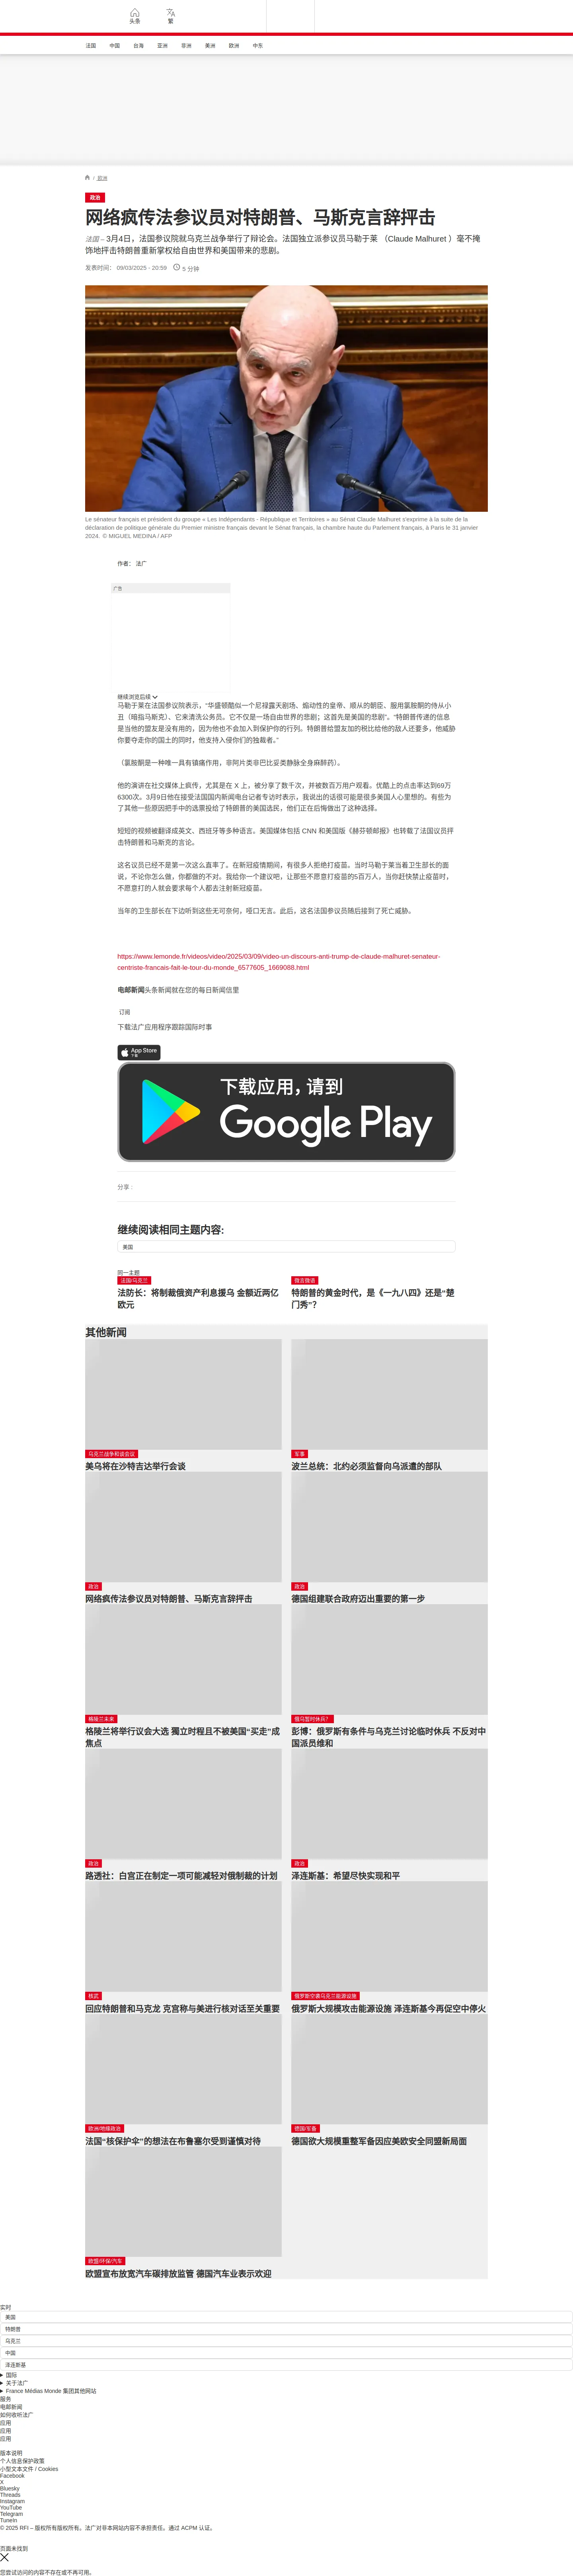 头条
繁
法国 中国 台海 亚洲 非洲 美洲 欧洲 中东
/ 欧洲
政治
网络疯传法参议员对特朗普、马斯克言辞抨击
法国 – 3月4日，法国参议院就乌克兰战争举行了辩论会。法国独立派参议员马勒于莱 （Claude Malhuret ）毫不掩
饰地抨击特朗普重新掌权给自由世界和美国带来的悲剧。
发表时间： 09/03/2025 - 20:59 5 分钟
Le sénateur français et président du groupe « Les Indépendants - République et Territoires » au Sénat Claude Malhuret s'exprime à la suite de la
déclaration de politique générale du Premier ministre français devant le Sénat français, la chambre haute du Parlement français, à Paris le 31 janvier
2024. © MIGUEL MEDINA / AFP
作者： 法广
广告
继续浏览后续
马勒于莱在法国参议院表示，“华盛顿酷似一个尼禄露天剧场、煽动性的皇帝、顺从的朝臣、服用氯胺酮的侍从小
丑（暗指马斯克）、它来清洗公务员。它不仅是一场自由世界的悲剧；这首先是美国的悲剧”。“特朗普传递的信息
是当他的盟友是没有用的，因为他也不会加入到保护你的行列。特朗普给盟友加的税比给他的敌人还要多，他威胁
你要夺走你的国土的同时，他支持入侵你们的独裁者。”
（氯胺酮是一种唯一具有镇痛作用，非阿片类非巴比妥类静脉全身麻醉药）。
他的演讲在社交媒体上疯传，尤其是在 X 上，被分享了数千次，并被数百万用户观看。优酷上的点击率达到69万
6300次。3月9日他在接受法国国内新闻电台记者专访时表示，我说出的话很可能是很多美国人心里想的。有些为
了其他一些原因把手中的选票投给了特朗普的美国选民，他们正在后悔做出了这种选择。
短短的视频被翻译成英文、西班牙等多种语言。美国媒体包括 CNN 和美国版《赫芬顿邮报》也转载了法国议员抨
击特朗普和马斯克的言论。
这名议员已经不是第一次这么直率了。在新冠疫情期间，有很多人拒绝打疫苗。当时马勒于莱当着卫生部长的面
说，不论你怎么做，你都做的不对。我给你一个建议吧，让那些不愿意打疫苗的5百万人，当你赶快禁止疫苗时，
不愿意打的人就会要求每个人都去注射新冠疫苗。
当年的卫生部长在下边听到这些无可奈何，哑口无言。此后，这名法国参议员随后接到了死亡威胁。
https://www.lemonde.fr/videos/video/2025/03/09/video-un-discours-anti-trump-de-claude-malhuret-senateur-
centriste-francais-fait-le-tour-du-monde_6577605_1669088.html
电邮新闻头条新闻就在您的每日新闻信里
订阅
下载法广应用程序跟踪国际时事
App Store
下载
下载应用，请到
Google Play
分享 :
继续阅读相同主题内容:
美国
同一主题
法国/乌克兰
法防长：将制裁俄资产利息援乌 金额近两亿
欧元
微言微道
特朗普的黄金时代，是《一九八四》还是“楚
门秀”？
其他新闻
乌克兰战争和谈会议
美乌将在沙特吉达举行会谈
军事
波兰总统：北约必须监督向乌派遣的部队
政治
网络疯传法参议员对特朗普、马斯克言辞抨击
政治
德国组建联合政府迈出重要的第一步
格陵兰未来
格陵兰将举行议会大选 獨立时程且不被美国“买走”成
焦点
俄乌暂时休兵？
彭博：俄罗斯有条件与乌克兰讨论临时休兵 不反对中
国派员维和
政治
路透社：白宫正在制定一项可能减轻对俄制裁的计划
政治
泽连斯基：希望尽快实现和平
核武
回应特朗普和马克龙 克宫称与美进行核对话至关重要
俄罗斯空袭乌克兰能源设施
俄罗斯大规模攻击能源设施 泽连斯基今再促空中停火
欧洲/地缘政治
法国“核保护伞”的想法在布鲁塞尔受到谨慎对待
德国/军备
德国欲大规模重整军备因应美欧安全同盟新局面
欧盟/环保/汽车
欧盟宣布放宽汽车碳排放监管 德国汽车业表示欢迎
实时
美国
特朗普
乌克兰
中国
泽连斯基
国际
关于法广
France Médias Monde 集团其他网站
服务
电邮新闻
如何收听法广
应用
应用
应用
版本说明
个人信息保护政策
小型文本文件 / Cookies
Facebook
X
Bluesky
Threads
Instagram
YouTube
Telegram
TuneIn
© 2025 RFI – 版权所有版权所有。法广对非本网站内容不承担责任。通过 ACPM 认证。
页面未找到
您尝试访问的内容不存在或不再可用。